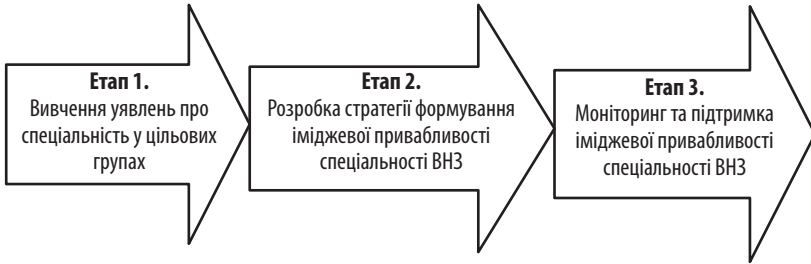 Етап 1.
Вивчення уявлень про
спеціальність у цільових
групах
Етап 2.
Розробка стратегії формування
іміджевої привабливості
спеціальності ВНЗ
Етап 3.
Моніторинг та підтримка
іміджевої привабливості
спеціальності ВНЗ